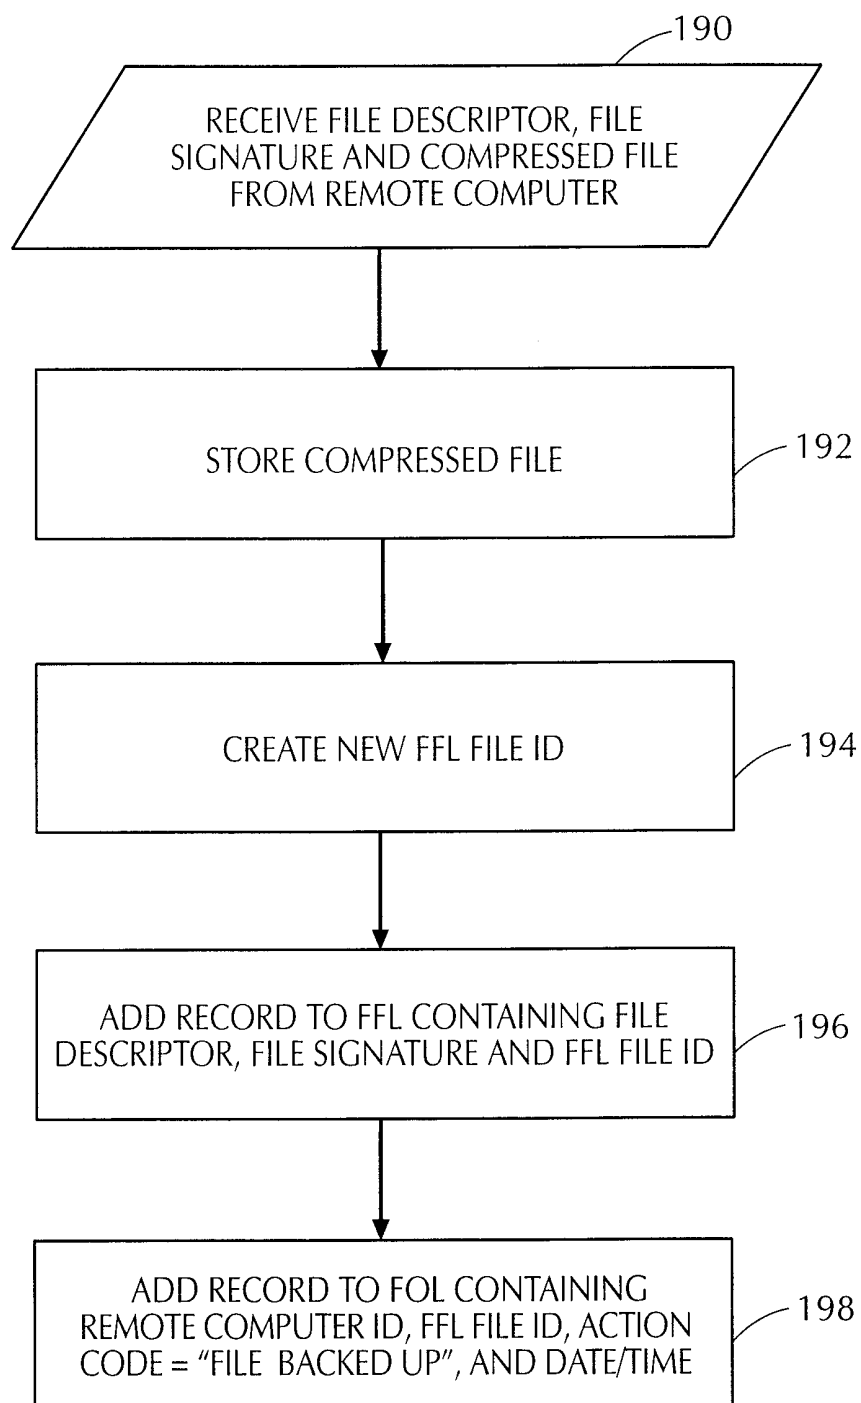 190
RECEIVE FILE DESCRIPTOR, FILE
SIGNATURE AND COMPRESSED FILE
FROM REMOTE COMPUTER
STORE COMPRESSED FILE
192
CREATE NEW FFL FILE ID
194
ADD RECORD TO FFL CONTAINING FILE
DESCRIPTOR, FILE SIGNATURE AND FFL FILE ID
196
ADD RECORD TO FOL CONTAINING
REMOTE COMPUTER ID, FFL FILE ID, ACTION
CODE = “FILE BACKED UP”, AND DATE/TIME
198